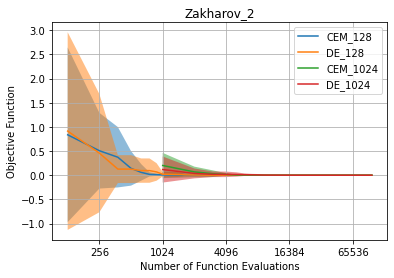 Zakharov_2
Objective Function
3.0
2.5
2.0
1.5
1.0
0.5
0.0
−0.5
−1.0
CEM_128
DE_128
CEM_1024
DE_1024
256
1024
4096
16384
65536
Number of Function Evaluations